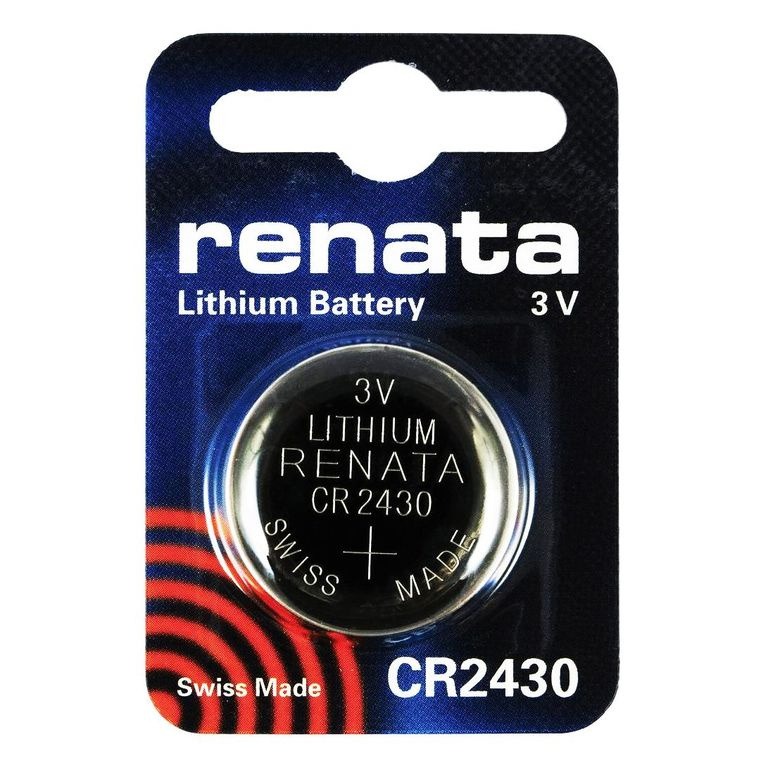 renata
Lithium Battery 3 V
3V
LITHIUM
RENATA
CR 2430
SWISS MADE
+
Swiss Made
CR2430